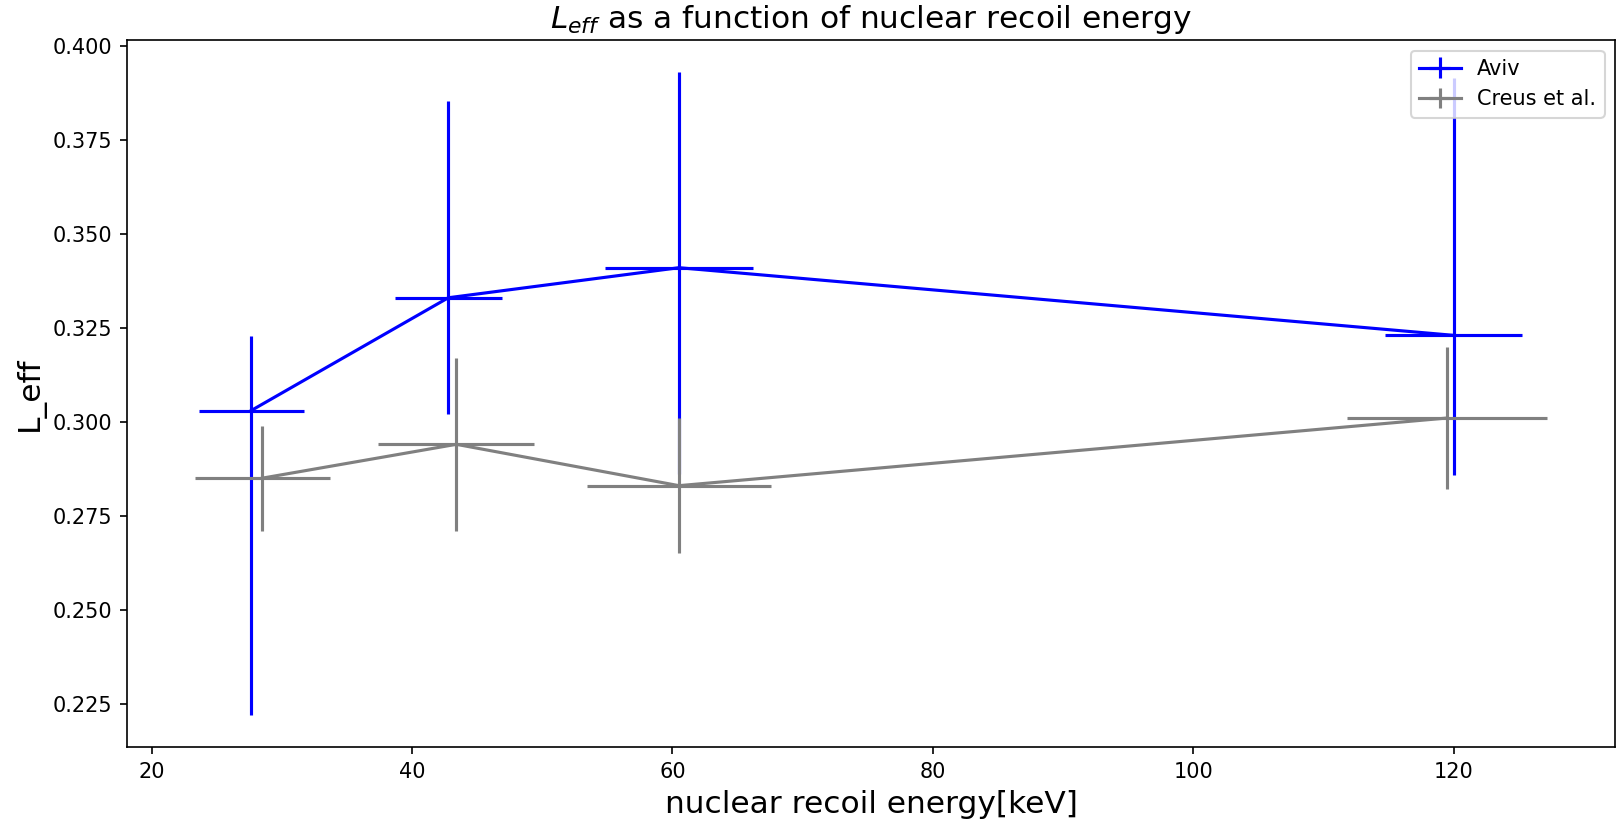 L_eff as a function of nuclear recoil energy
0.400
0.375
0.350
0.325
0.300
0.275
0.250
0.225
L_eff
Aviv
Creus et al.
20 40 60 80 100 120
nuclear recoil energy[keV]